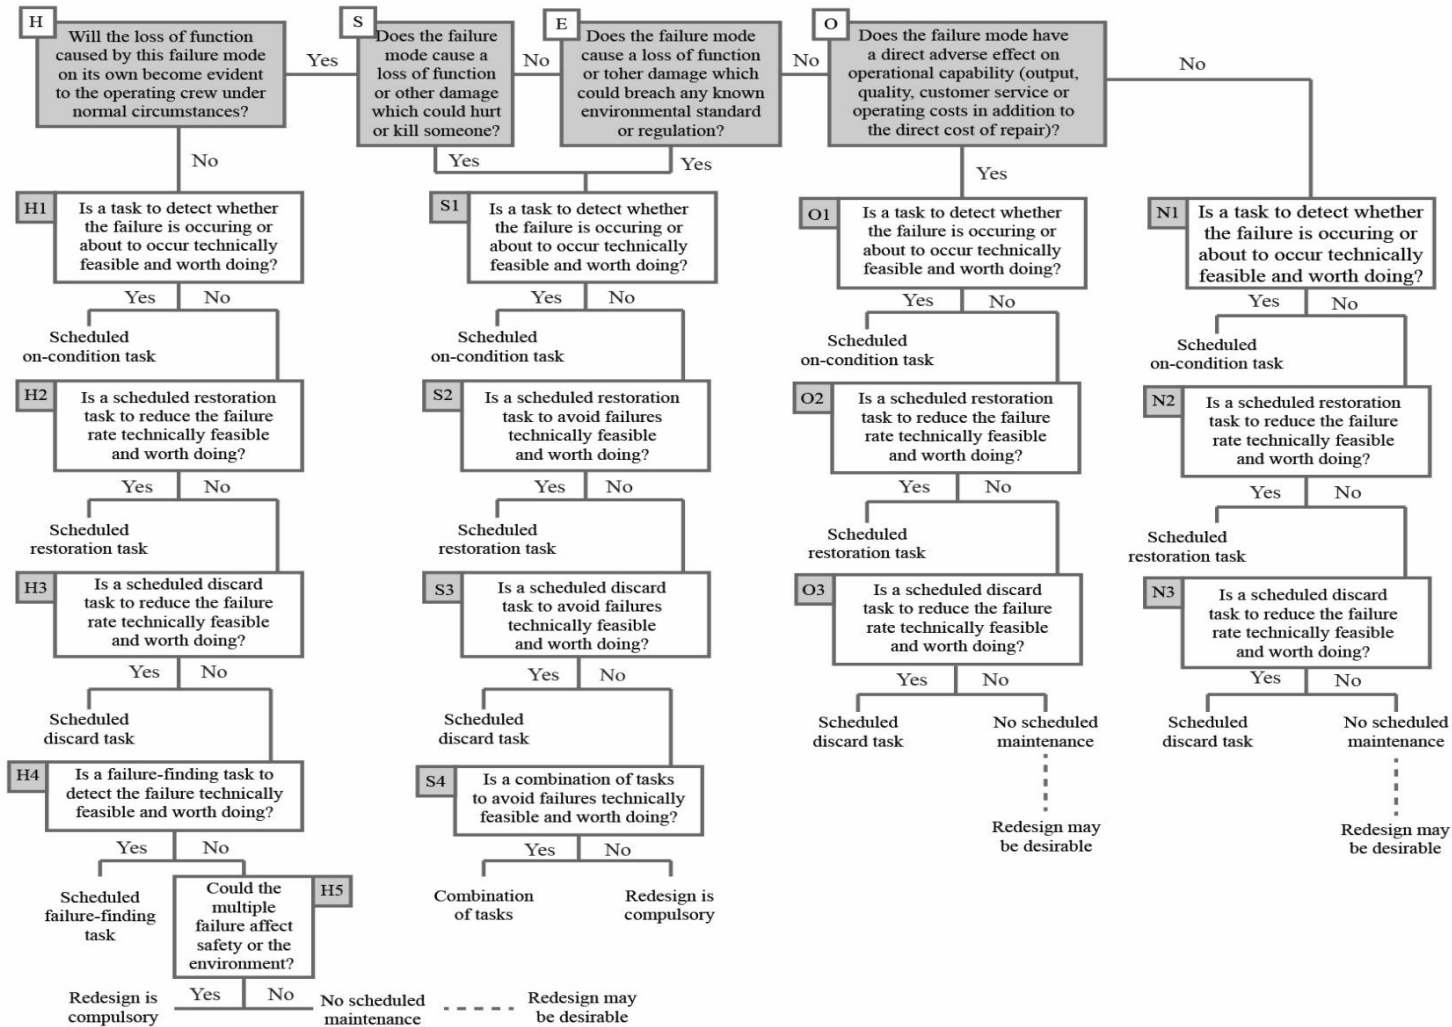 H
Will the loss of function
caused by this failure mode
on its own become evident
to the operating crew under
normal circumstances?
Yes
S
Does the failure
mode cause a
loss of function
or other damage
which could hurt
or kill someone?
No
E
Does the failure mode
cause a loss of function
or toher damage which
could breach any known
environmental standard
or regulation?
No
O
Does the failure mode have
a direct adverse effect on
operational capability (output,
quality, customer service or
operating costs in addition to
the direct cost of repair)?
No
No
Yes
Yes
Yes
H1
Is a task to detect whether
the failure is occuring or
about to occur technically
feasible and worth doing?
Yes
No
Scheduled
on-condition task
H2
Is a scheduled restoration
task to reduce the failure
rate technically feasible
and worth doing?
Yes
No
Scheduled
restoration task
H3
Is a scheduled discard
task to reduce the failure
rate technically feasible
and worth doing?
Yes
No
Scheduled
discard task
H4
Is a failure-finding task to
detect the failure technically
feasible and worth doing?
Yes
No
Scheduled
failure-finding
task
H5
Could the
multiple
failure affect
safety or the
environment?
Redesign is
compulsory
Yes
No
No scheduled
maintenance
Redesign may
be desirable
S1
Is a task to detect whether
the failure is occuring or
about to occur technically
feasible and worth doing?
Yes
No
Scheduled
on-condition task
S2
Is a scheduled restoration
task to avoid failures
technically feasible
and worth doing?
Yes
No
Scheduled
restoration task
S3
Is a scheduled discard
task to avoid failures
technically feasible
and worth doing?
Yes
No
Scheduled
discard task
S4
Is a combination of tasks
to avoid failures technically
feasible and worth doing?
Yes
No
Combination
of tasks
Redesign is
compulsory
O1
Is a task to detect whether
the failure is occuring or
about to occur technically
feasible and worth doing?
Yes
No
Scheduled
on-condition task
O2
Is a scheduled restoration
task to reduce the failure
rate technically feasible
and worth doing?
Yes
No
Scheduled
restoration task
O3
Is a scheduled discard
task to reduce the failure
rate technically feasible
and worth doing?
Yes
No
Scheduled
discard task
No scheduled
maintenance
Redesign may
be desirable
N1
Is a task to detect whether
the failure is occuring or
about to occur technically
feasible and worth doing?
Yes
No
Scheduled
on-condition task
N2
Is a scheduled restoration
task to reduce the failure
rate technically feasible
and worth doing?
Yes
No
Scheduled
restoration task
N3
Is a scheduled discard
task to reduce the failure
rate technically feasible
and worth doing?
Yes
No
Scheduled
discard task
No scheduled
maintenance
Redesign may
be desirable